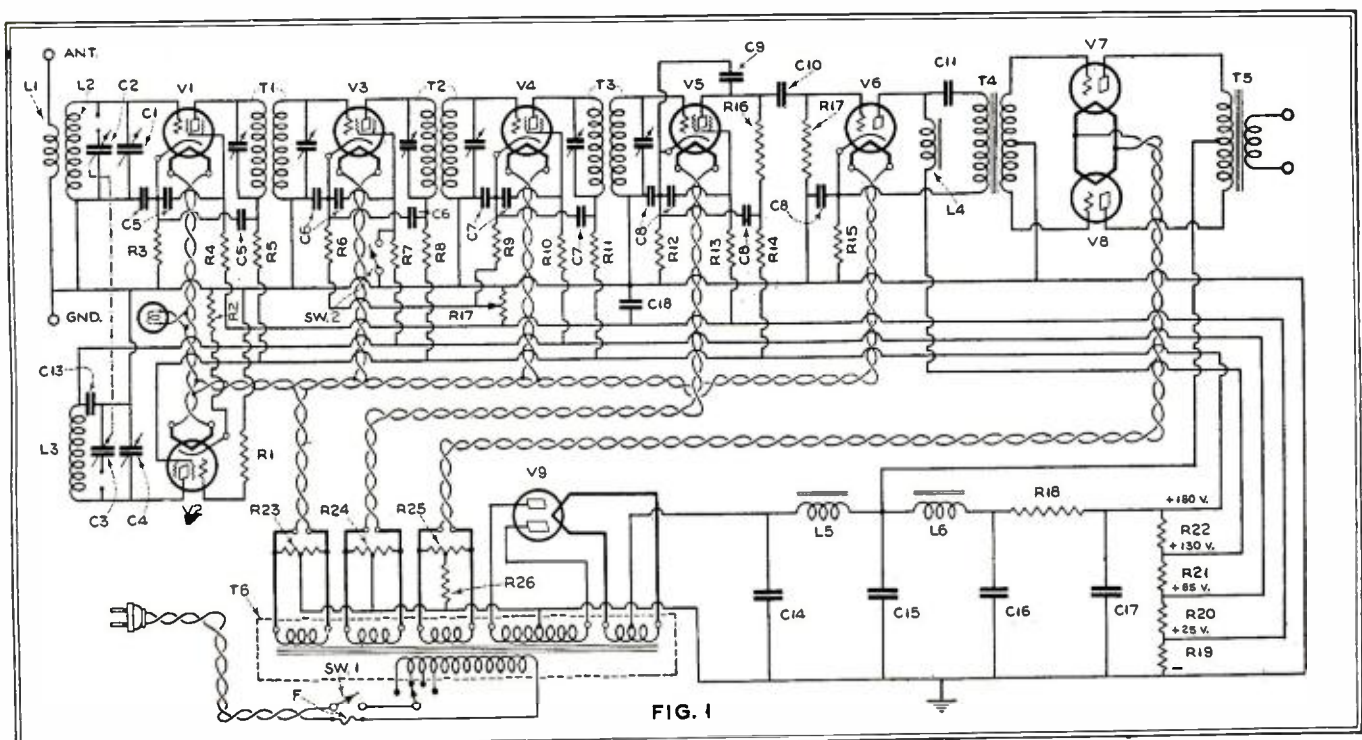 ANT.
L1
L2
C2
V1
C1
T1
V3
T2
V4
T3
V5
C9
C10
V6
C11
T4
V7
T5
R16
R17
C5
C6
C6
C7
C8
C8
L4
V8
R3
R4
C5
R5
R6
R7
R8
R9
R10
C7
R11
R12
R13
C8
R14
R15
GND.
R2
SW.2
R17
C18
C13
L3
R1
C3
C4
V2
R23
R24
R25
V9
R26
T6
L5
L6
R18
+180 V.
R22
+130 V.
R21
+65 V.
R20
+25 V.
R19
−
C14
C15
C16
C17
SW.1
F
FIG. 1